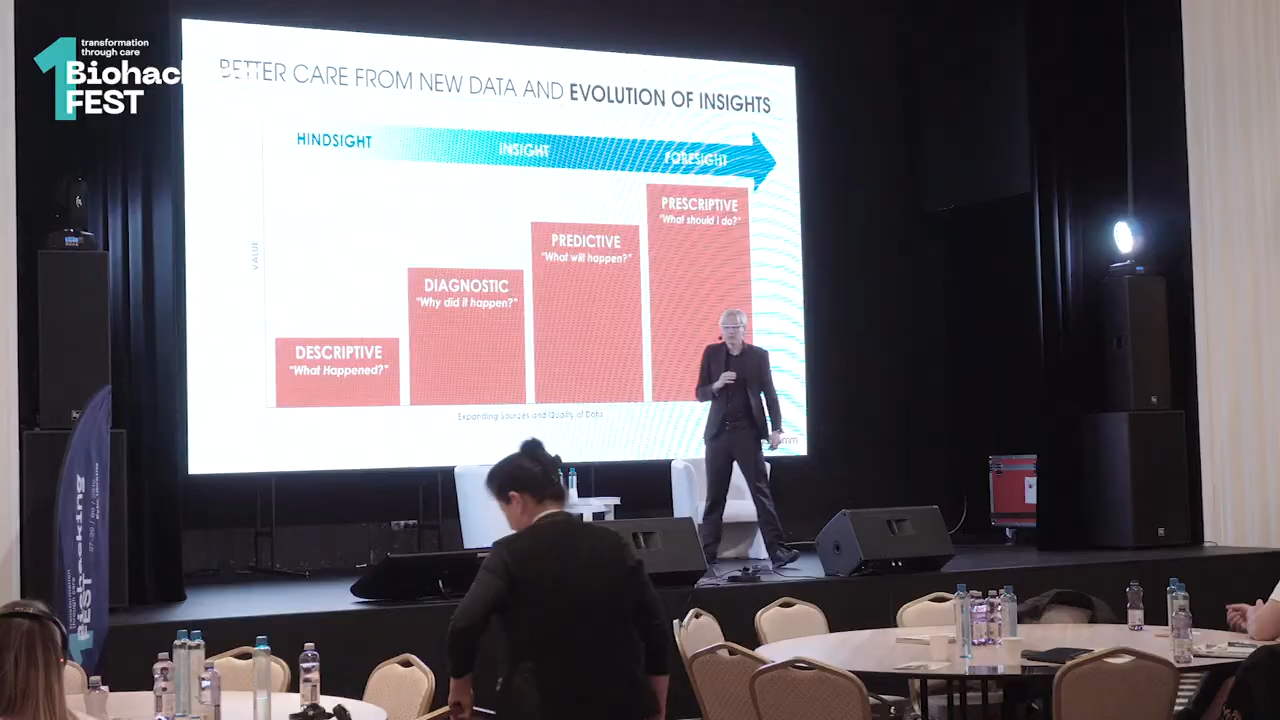 transformation
through care
1 Biohac
FEST
BETTER CARE FROM NEW DATA AND EVOLUTION OF INSIGHTS
HINDSIGHT
INSIGHT
FORESIGHT
VALUE
PRESCRIPTIVE
"What should I do?"
PREDICTIVE
"What will happen?"
DIAGNOSTIC
"Why did it happen?"
DESCRIPTIVE
"What Happened?"
Expanding Sources and Quality of Data
Biohacking
FEST